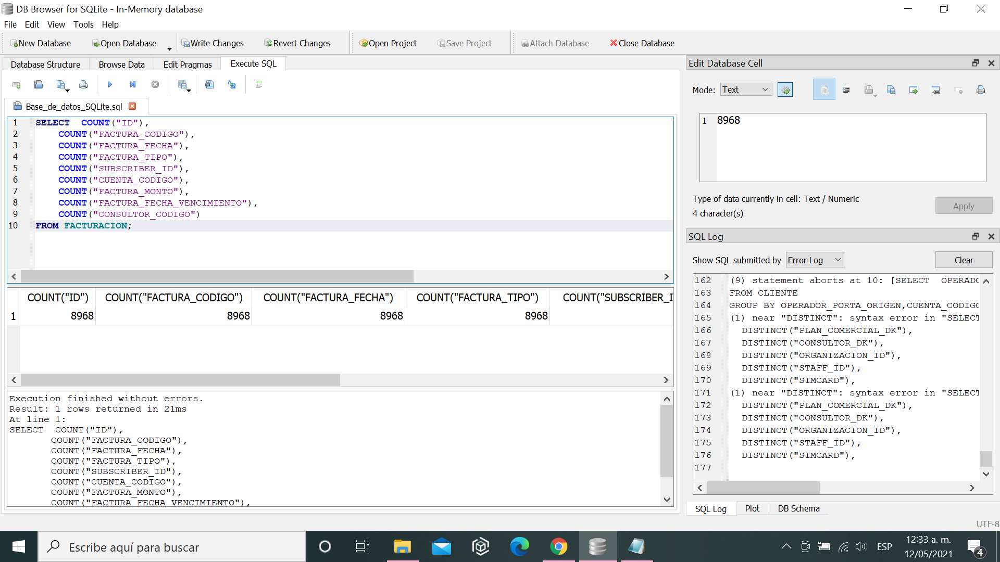 DB Browser for SQLite - In-Memory database
File Edit View Tools Help
New Database Open Database Write Changes Revert Changes Open Project Save Project Attach Database Close Database
Database Structure Browse Data Edit Pragmas Execute SQL
Base_de_datos_SQLite.sql
1 SELECT  COUNT("ID"),
2 COUNT("FACTURA_CODIGO"),
3 COUNT("FACTURA_FECHA"),
4 COUNT("FACTURA_TIPO"),
5 COUNT("SUBSCRIBER_ID"),
6 COUNT("CUENTA_CODIGO"),
7 COUNT("FACTURA_MONTO"),
8 COUNT("FACTURA_FECHA_VENCIMIENTO"),
9 COUNT("CONSULTOR_CODIGO")
10 FROM FACTURACION;
COUNT("ID") COUNT("FACTURA_CODIGO") COUNT("FACTURA_FECHA") COUNT("FACTURA_TIPO") COUNT("SUBSCRIBER_I
1 8968 8968 8968 8968
Execution finished without errors.
Result: 1 rows returned in 21ms
At line 1:
SELECT  COUNT("ID"),
COUNT("FACTURA_CODIGO"),
COUNT("FACTURA_FECHA"),
COUNT("FACTURA_TIPO"),
COUNT("SUBSCRIBER_ID"),
COUNT("CUENTA_CODIGO"),
COUNT("FACTURA_MONTO"),
COUNT("FACTURA_FECHA_VENCIMIENTO"),
Edit Database Cell
Mode: Text
1 8968
Type of data currently in cell: Text / Numeric
4 character(s)
Apply
SQL Log
Show SQL submitted by Error Log Clear
162 (9) statement aborts at 10: [SELECT  OPERADO
163 FROM CLIENTE
164 GROUP BY OPERADOR_PORTA_ORIGEN,CUENTA_CODIGO
165 (1) near "DISTINCT": syntax error in "SELECT
166 DISTINCT("PLAN_COMERCIAL_DK"),
167 DISTINCT("CONSULTOR_DK"),
168 DISTINCT("ORGANIZACION_ID"),
169 DISTINCT("STAFF_ID"),
170 DISTINCT("SIMCARD"),
171 (1) near "DISTINCT": syntax error in "SELECT
172 DISTINCT("PLAN_COMERCIAL_DK"),
173 DISTINCT("CONSULTOR_DK"),
174 DISTINCT("ORGANIZACION_ID"),
175 DISTINCT("STAFF_ID"),
176 DISTINCT("SIMCARD"),
177
SQL Log Plot DB Schema
UTF-8
Escribe aquí para buscar
ESP
12:33 a. m.
12/05/2021
4